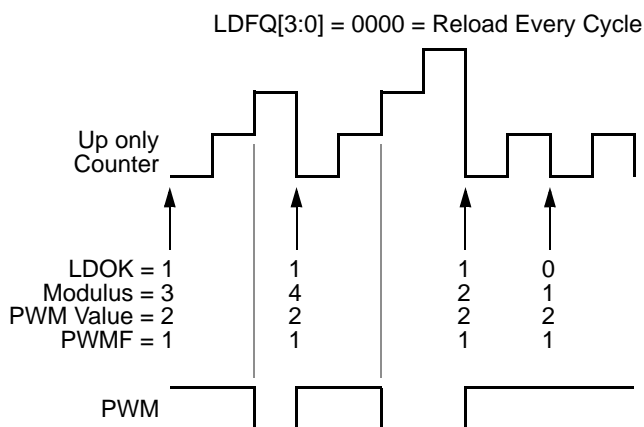 LDFQ[3:0] = 0000 = Reload Every Cycle
Up only
Counter
LDOK = 1 1 1 0
Modulus = 3 4 2 1
PWM Value = 2 2 2 2
PWMF = 1 1 1 1
PWM